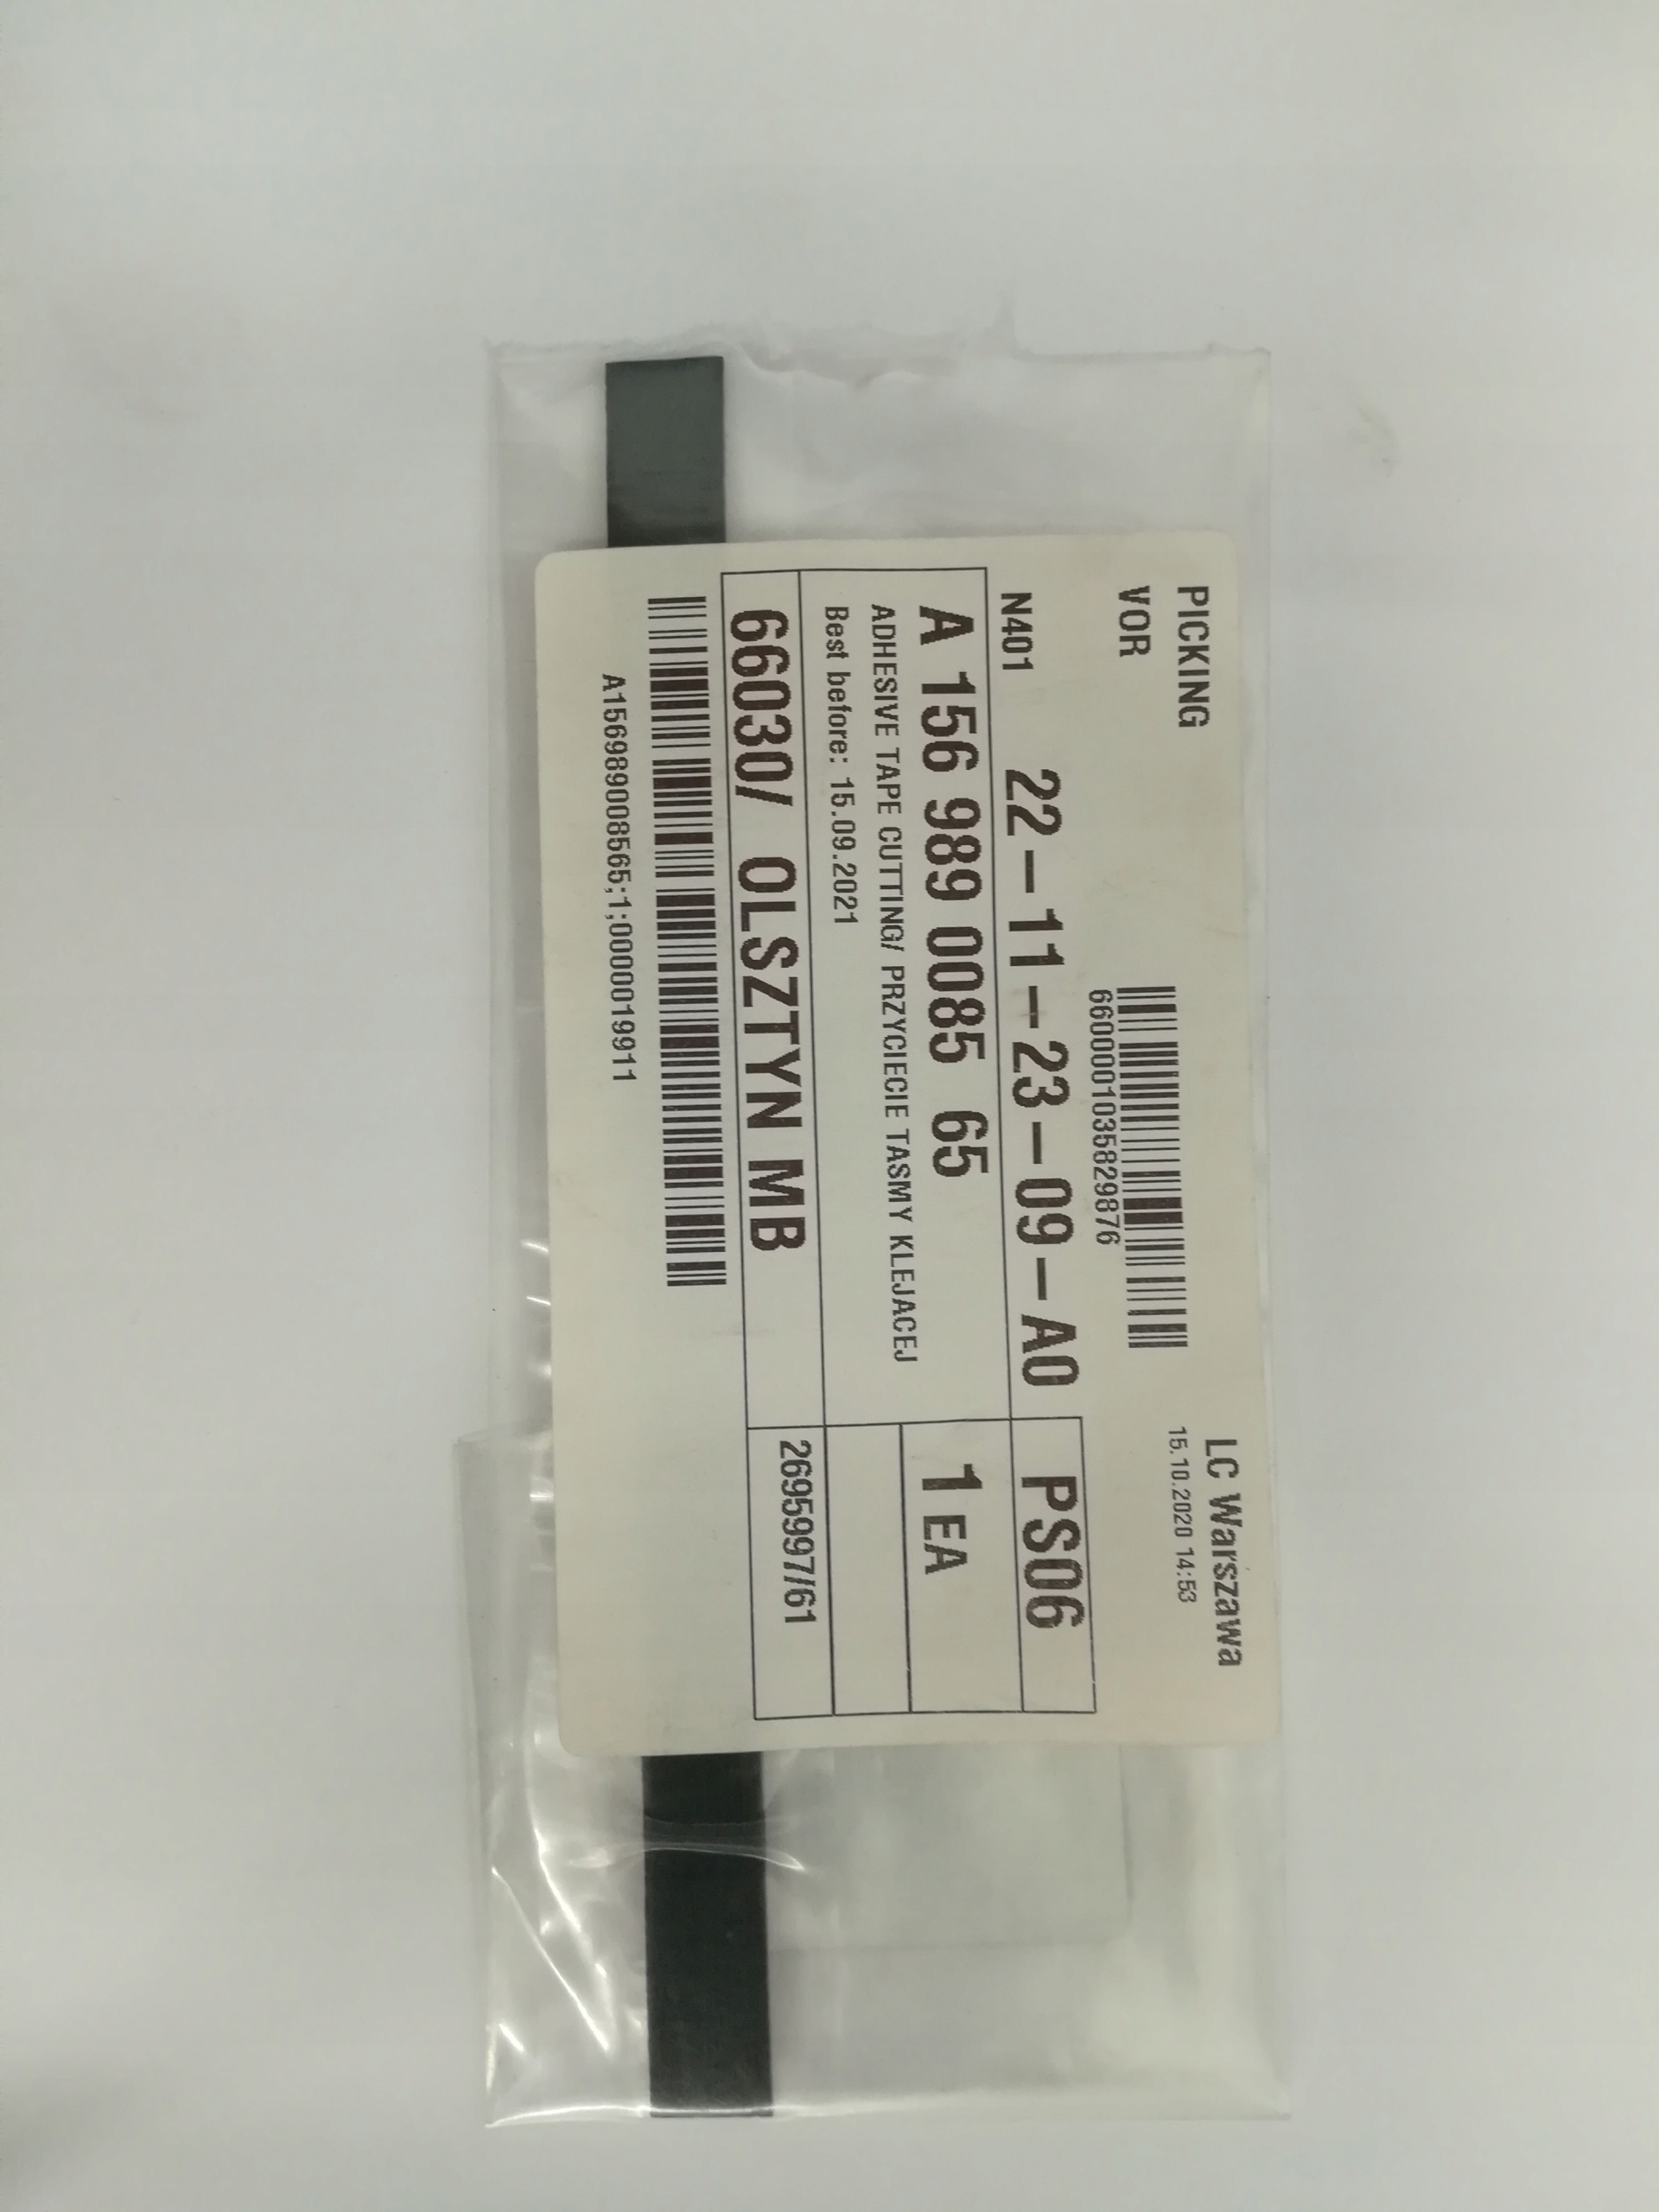 PICKING
LC Warszawa
VOR
15.10.2020 14:53
6600001035829876
N401 22-11-23-09-A0 PS06
A 156 989 0085 65 1 EA
ADHESIVE TAPE CUTTING/ PRZYCIECIE TASMY KLEJACEJ
Best before: 15.09.2021
66030/ OLSZTYN MB 2695997/61
A156989008565;1;0000019911